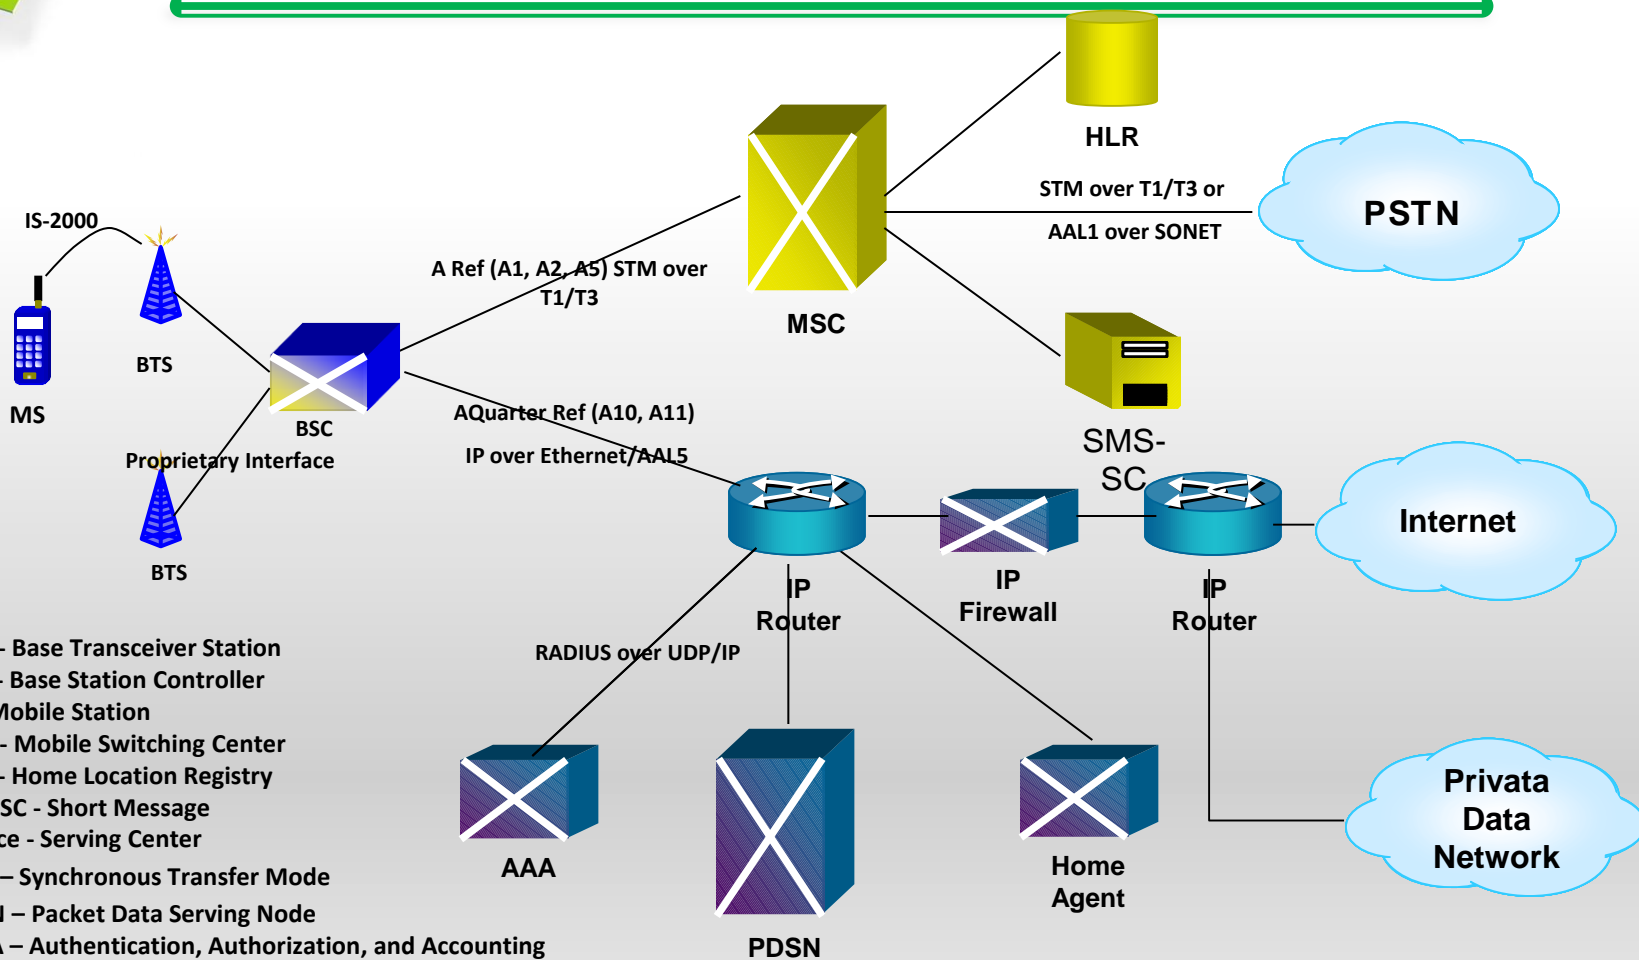 HLR
STM over T1/T3 or
AAL1 over SONET
PSTN
IS-2000
A Ref (A1, A2, A5) STM over
T1/T3
MSC
BTS
MS
BSC
AQuarter Ref (A10, A11)
IP over Ethernet/AAL5
Proprietary Interface
SMS-
SC
Internet
BTS
IP
Router
IP
Firewall
IP
Router
RADIUS over UDP/IP
- Base Transceiver Station
- Base Station Controller
Mobile Station
- Mobile Switching Center
- Home Location Registry
SC - Short Message
ce - Serving Center
– Synchronous Transfer Mode
N – Packet Data Serving Node
A – Authentication, Authorization, and Accounting
AAA
PDSN
Home
Agent
Privata
Data
Network